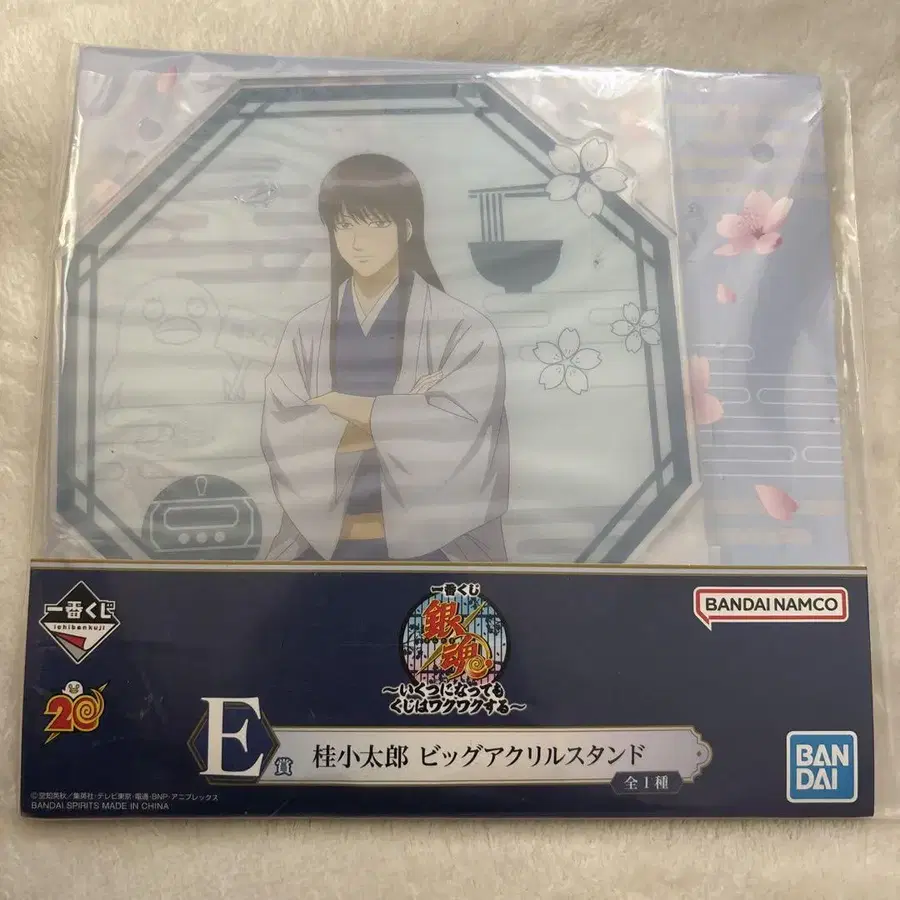 一番くじ
ichibankuji
20
一番くじ
銀魂
〜いくつになっても
くじはワクワクする〜
BANDAI NAMCO
E賞
桂小太郎 ビッグアクリルスタンド
全1種
BAN
DAI
©空知英秋／集英社・テレビ東京・電通・BNP・アニプレックス
BANDAI SPIRITS MADE IN CHINA